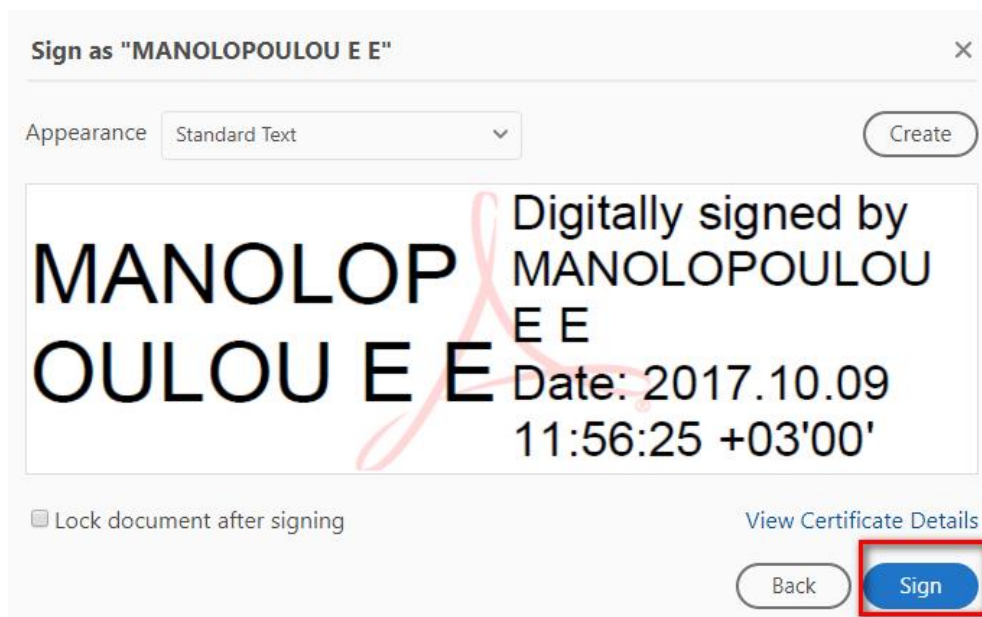 Sign as "MANOLOPOULOU E E"
Appearance Standard Text Create
MANOLOP
OULOU E E
Digitally signed by
MANOLOPOULOU
E E
Date: 2017.10.09
11:56:25 +03'00'
Lock document after signing View Certificate Details
Back Sign